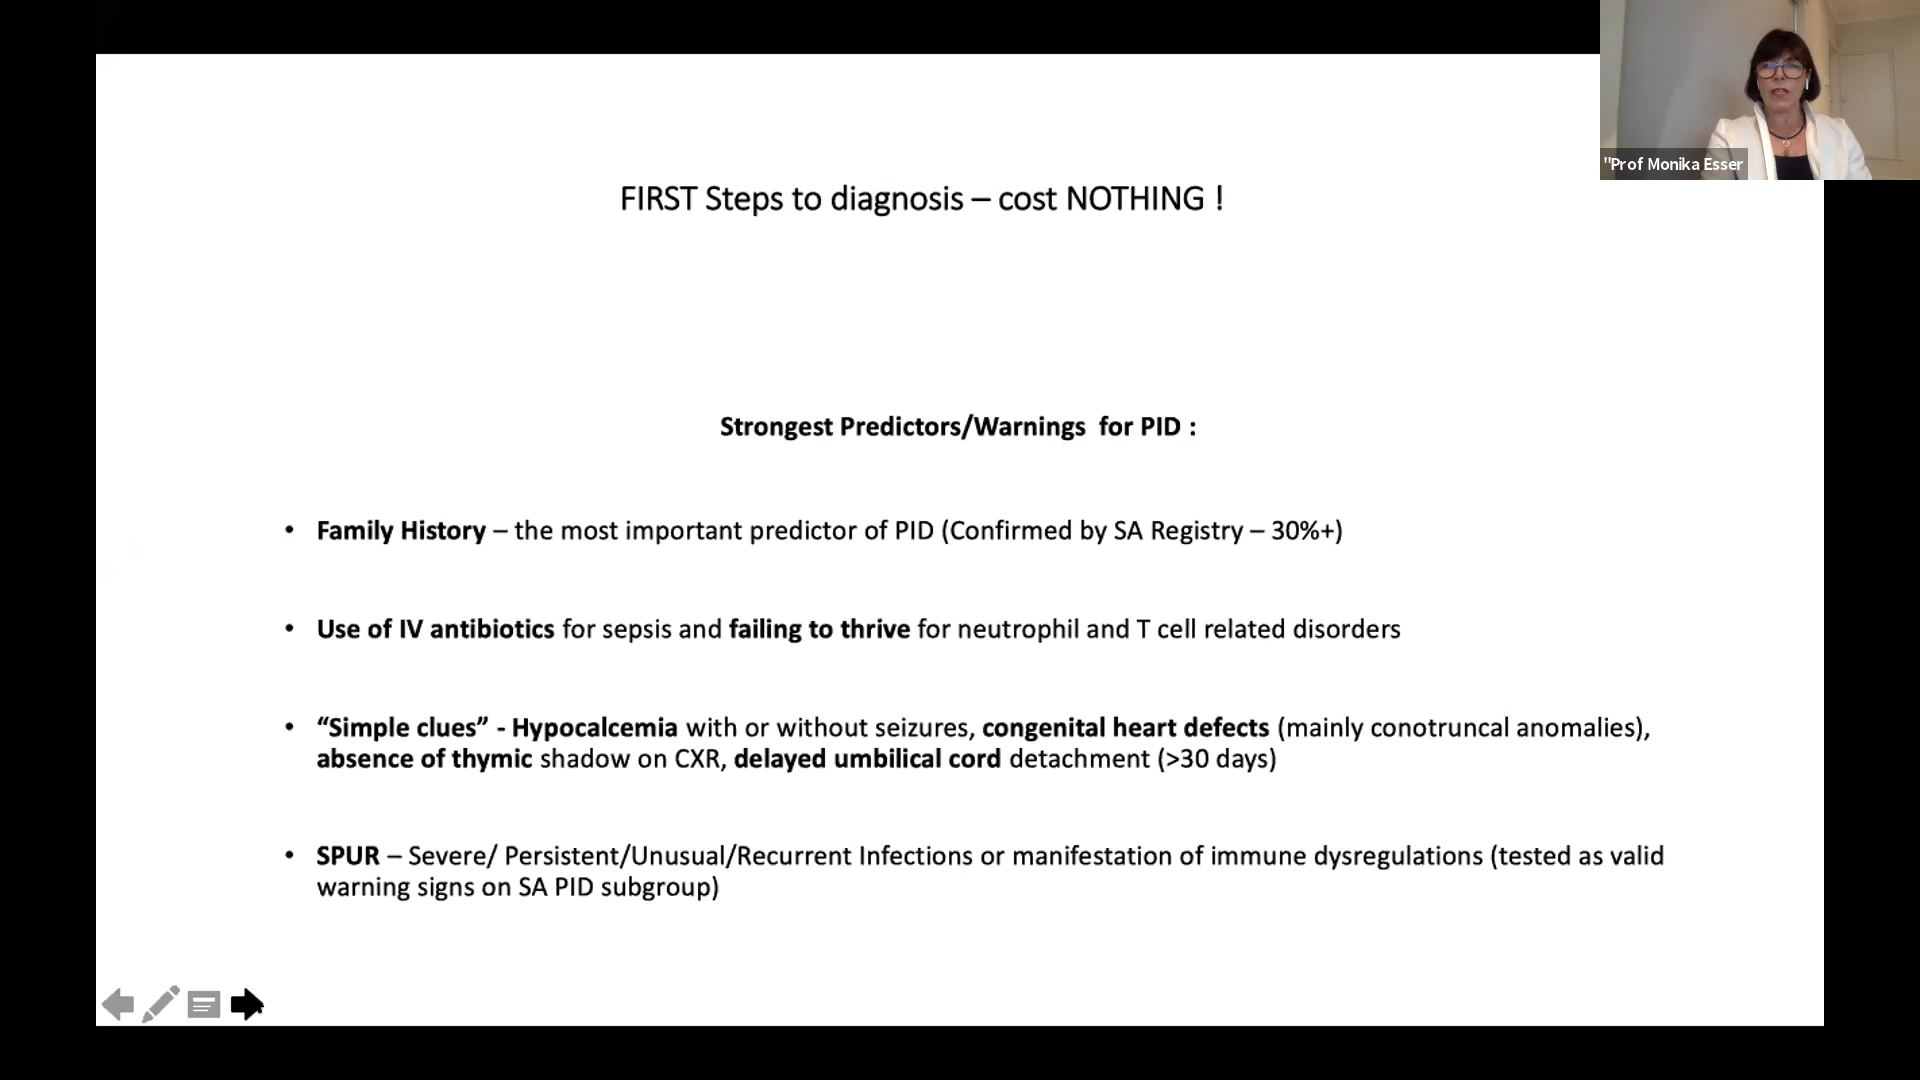 "Prof Monika Esser
FIRST Steps to diagnosis – cost NOTHING !
Strongest Predictors/Warnings  for PID :
• Family History – the most important predictor of PID (Confirmed by SA Registry – 30%+)
• Use of IV antibiotics for sepsis and failing to thrive for neutrophil and T cell related disorders
• “Simple clues” - Hypocalcemia with or without seizures, congenital heart defects (mainly conotruncal anomalies),
absence of thymic shadow on CXR, delayed umbilical cord detachment (>30 days)
• SPUR – Severe/ Persistent/Unusual/Recurrent Infections or manifestation of immune dysregulations (tested as valid
warning signs on SA PID subgroup)